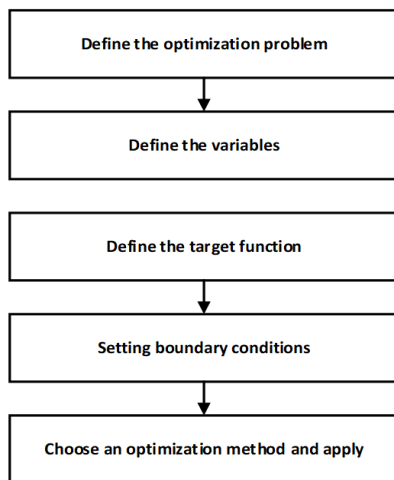 Define the optimization problem
Define the variables
Define the target function
Setting boundary conditions
Choose an optimization method and apply